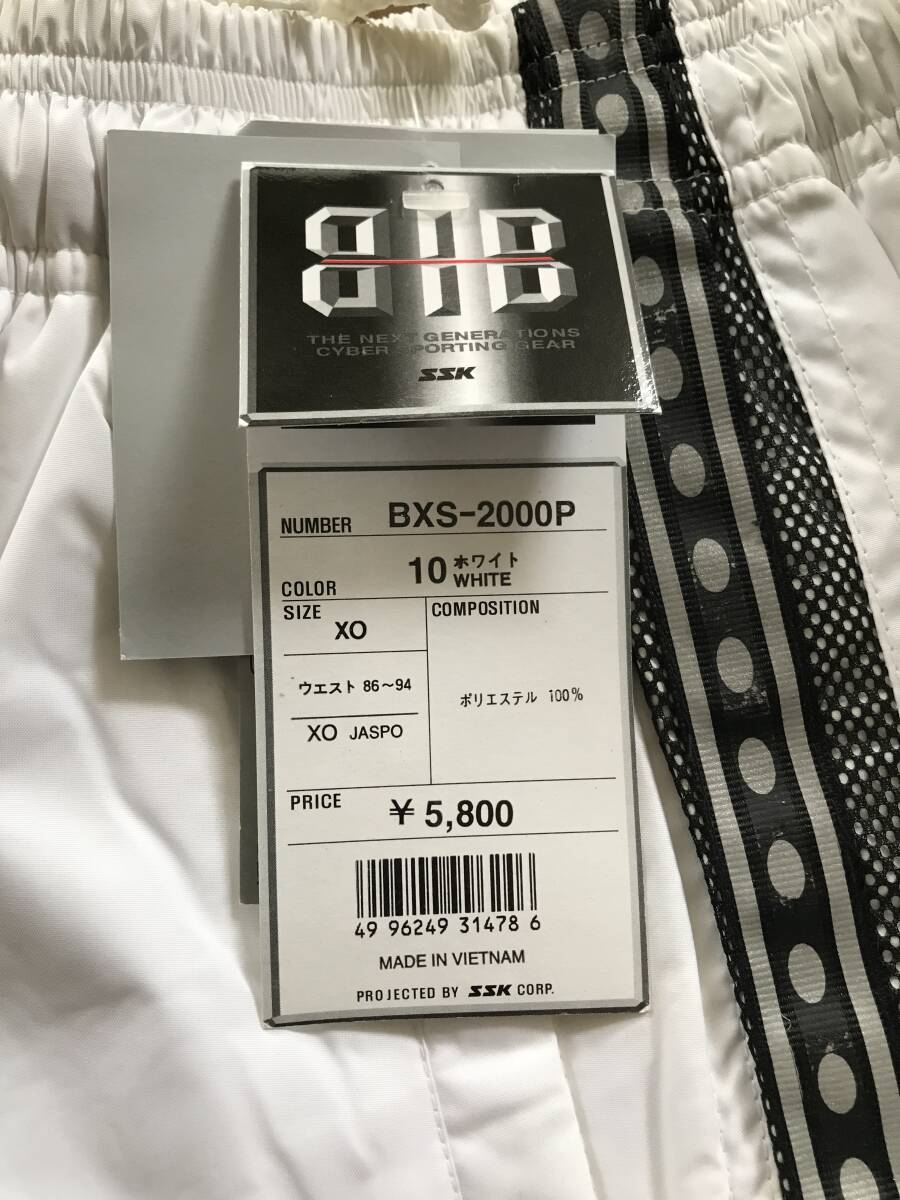 918
THE NEXT GENERATIONS
CYBER SPORTING GEAR
SSK
NUMBER BXS-2000P
COLOR 10 ホワイト WHITE
SIZE XO
COMPOSITION
ウエスト 86〜94
ポリエステル 100%
XO JASPO
PRICE ¥5,800
49 96249 31478 6
MADE IN VIETNAM
PROJECTED BY SSK CORP.